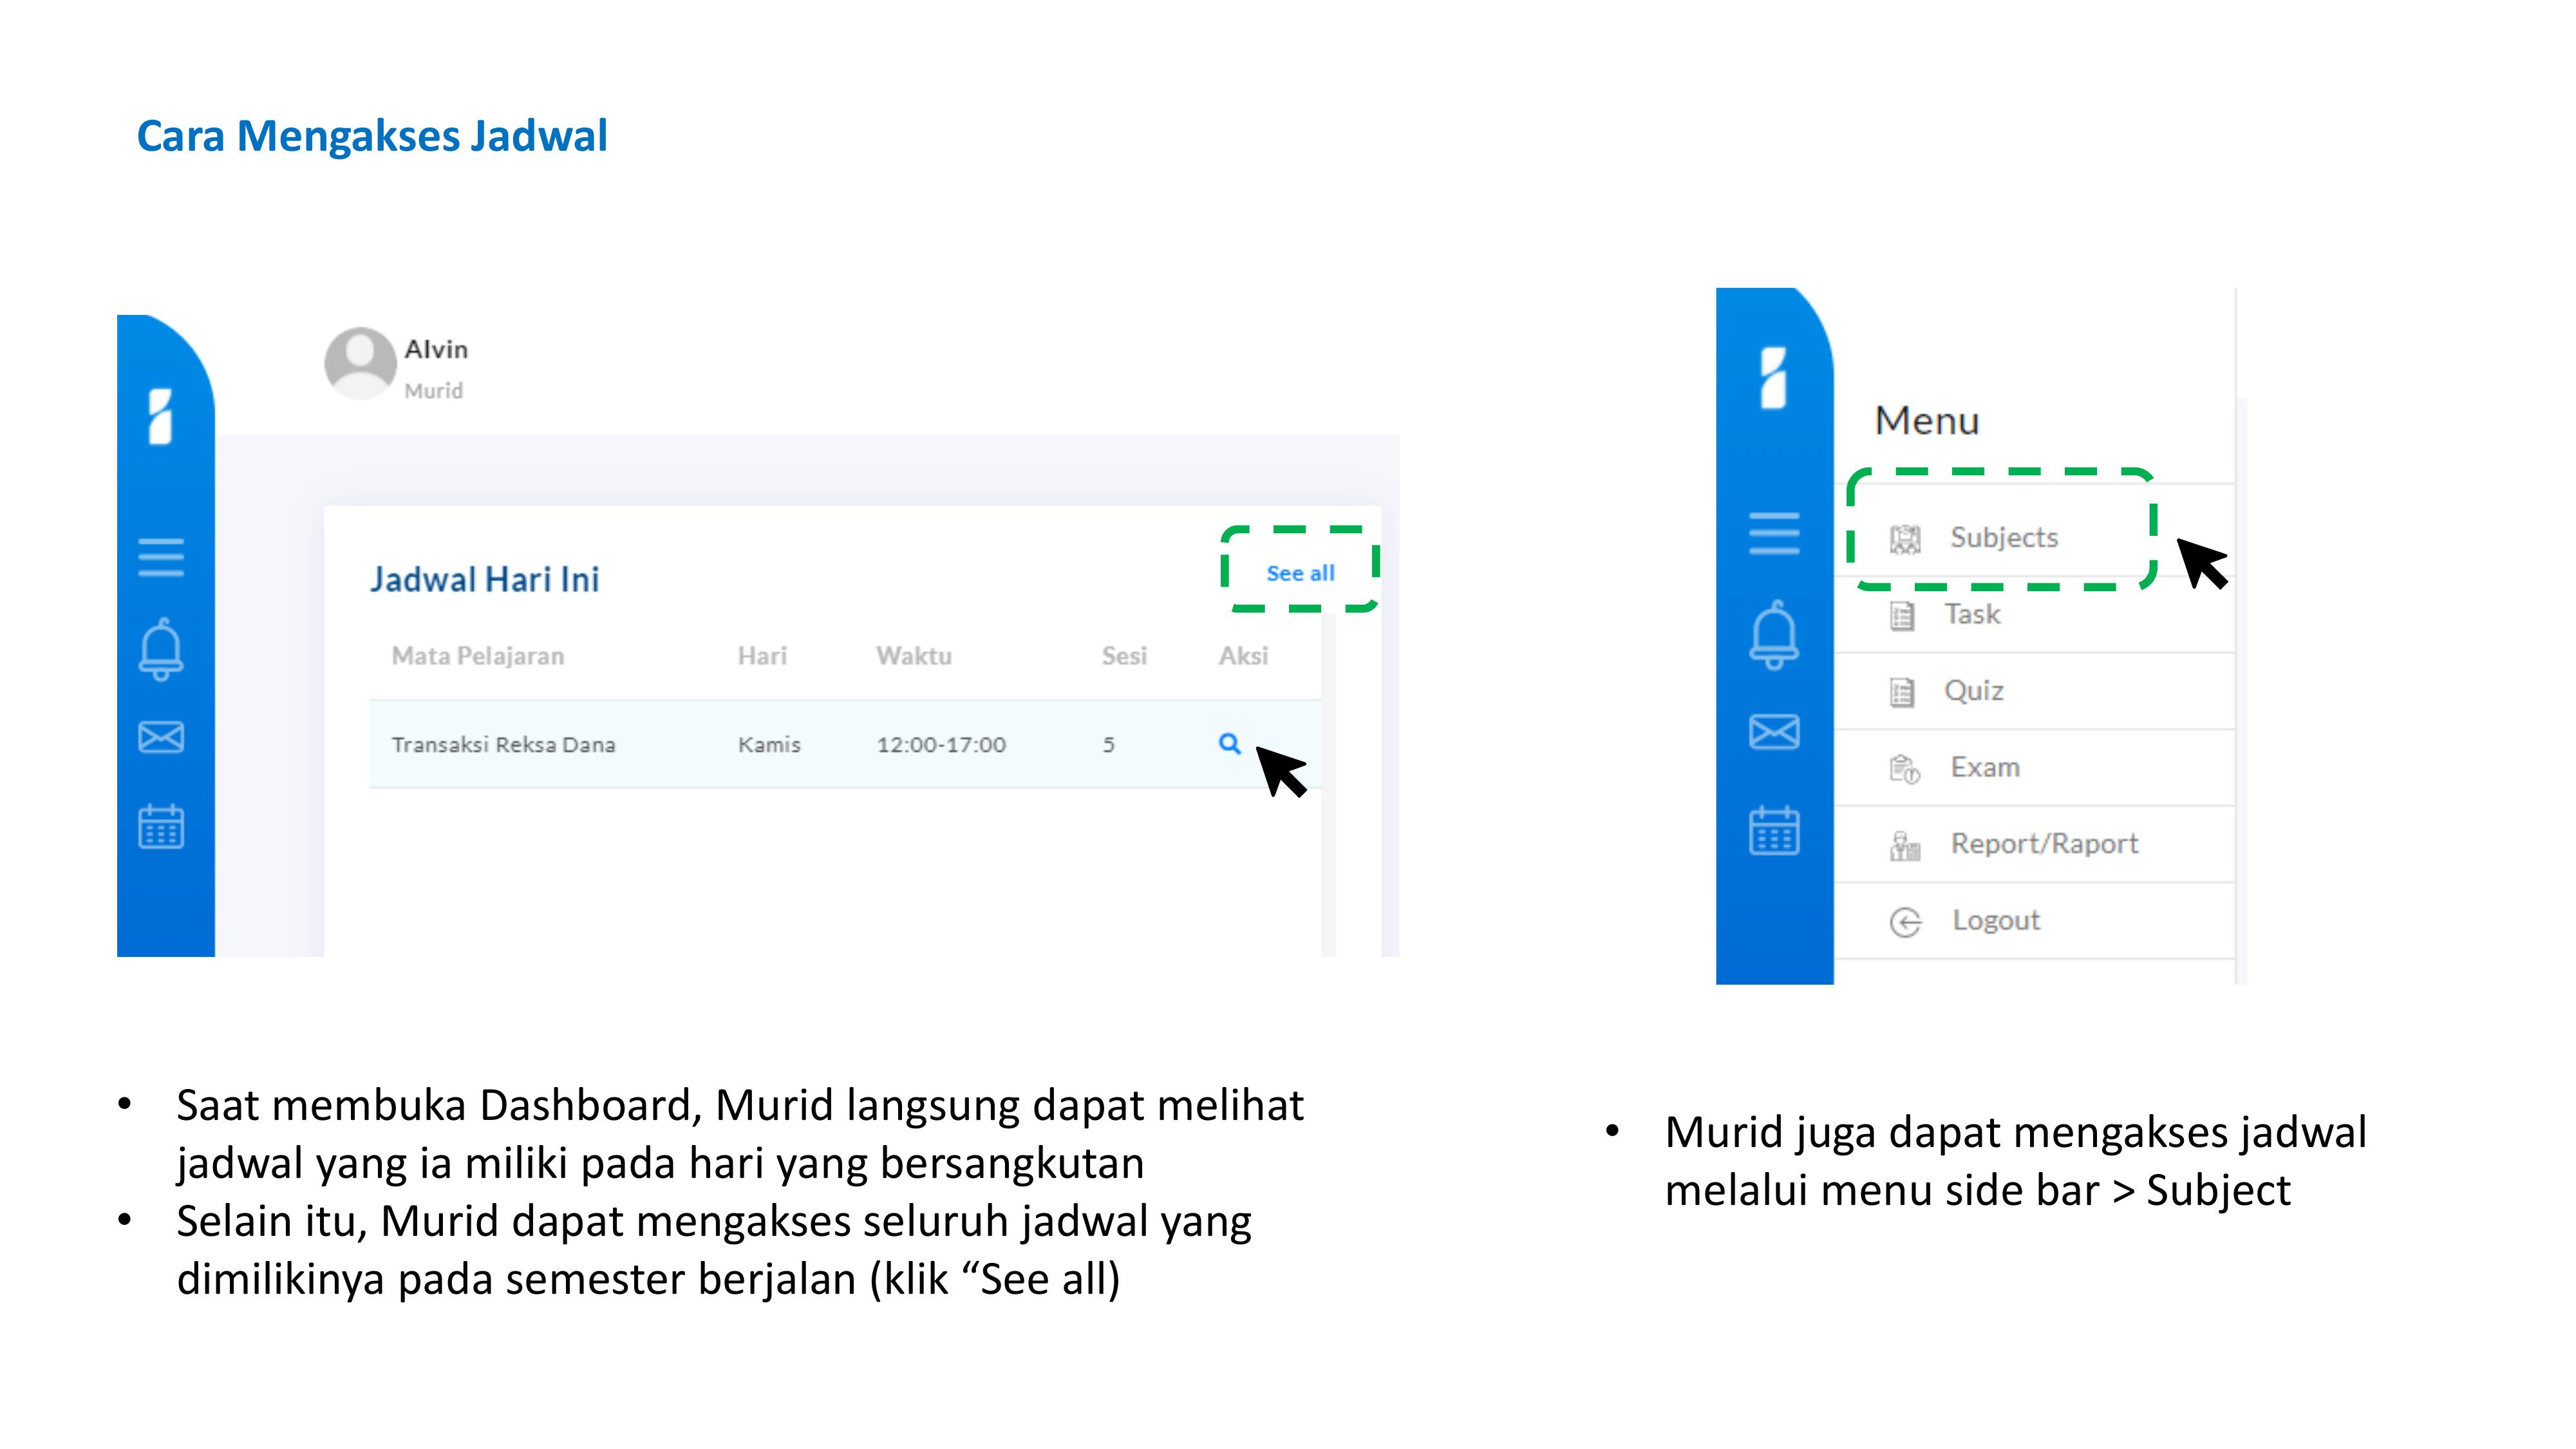 Cara Mengakses Jadwal
Alvin
Murid
Jadwal Hari Ini
See all
Mata Pelajaran Hari Waktu Sesi Aksi
Transaksi Reksa Dana Kamis 12:00-17:00 5
Menu
Subjects
Task
Quiz
Exam
Report/Raport
Logout
• Saat membuka Dashboard, Murid langsung dapat melihat
jadwal yang ia miliki pada hari yang bersangkutan
• Selain itu, Murid dapat mengakses seluruh jadwal yang
dimilikinya pada semester berjalan (klik “See all)
• Murid juga dapat mengakses jadwal
melalui menu side bar > Subject